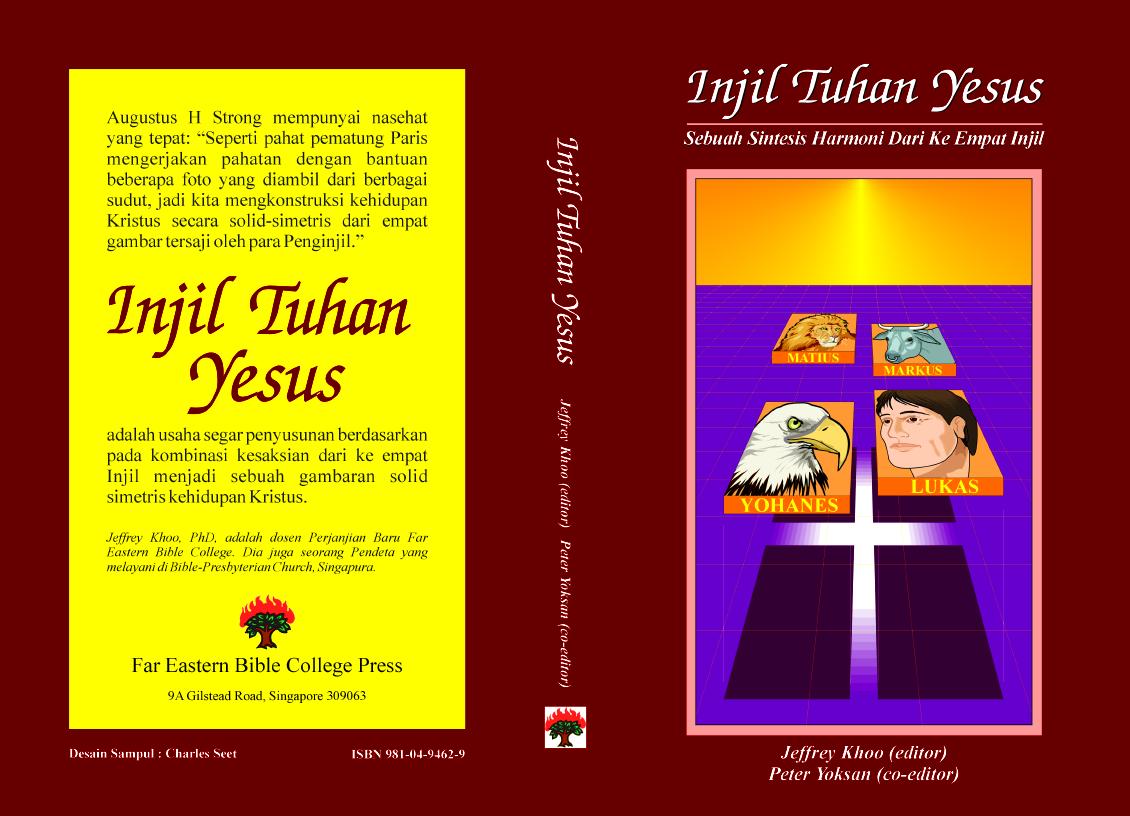 Augustus H Strong mempunyai nasehat
yang tepat: “Seperti pahat pematung Paris
mengerjakan pahatan dengan bantuan
beberapa foto yang diambil dari berbagai
sudut, jadi kita mengkonstruksi kehidupan
Kristus secara solid-simetris dari empat
gambar tersaji oleh para Penginjil.”
Injil Tuhan
Yesus
adalah usaha segar penyusunan berdasarkan
pada kombinasi kesaksian dari ke empat
Injil menjadi sebuah gambaran solid
simetris kehidupan Kristus.
Jeffrey Khoo, PhD, adalah dosen Perjanjian Baru Far
Eastern Bible College. Dia juga seorang Pendeta yang
melayani di Bible-Presbyterian Church, Singapura.
Far Eastern Bible College Press
9A Gilstead Road, Singapore 309063
Desain Sampul : Charles Seet
ISBN 981-04-9462-9
Injil Tuhan Yesus
Jeffrey Khoo (editor) Peter Yoksan (co-editor)
Injil Tuhan Yesus
Sebuah Sintesis Harmoni Dari Ke Empat Injil
MATIUS
MARKUS
YOHANES
LUKAS
Jeffrey Khoo (editor)
Peter Yoksan (co-editor)